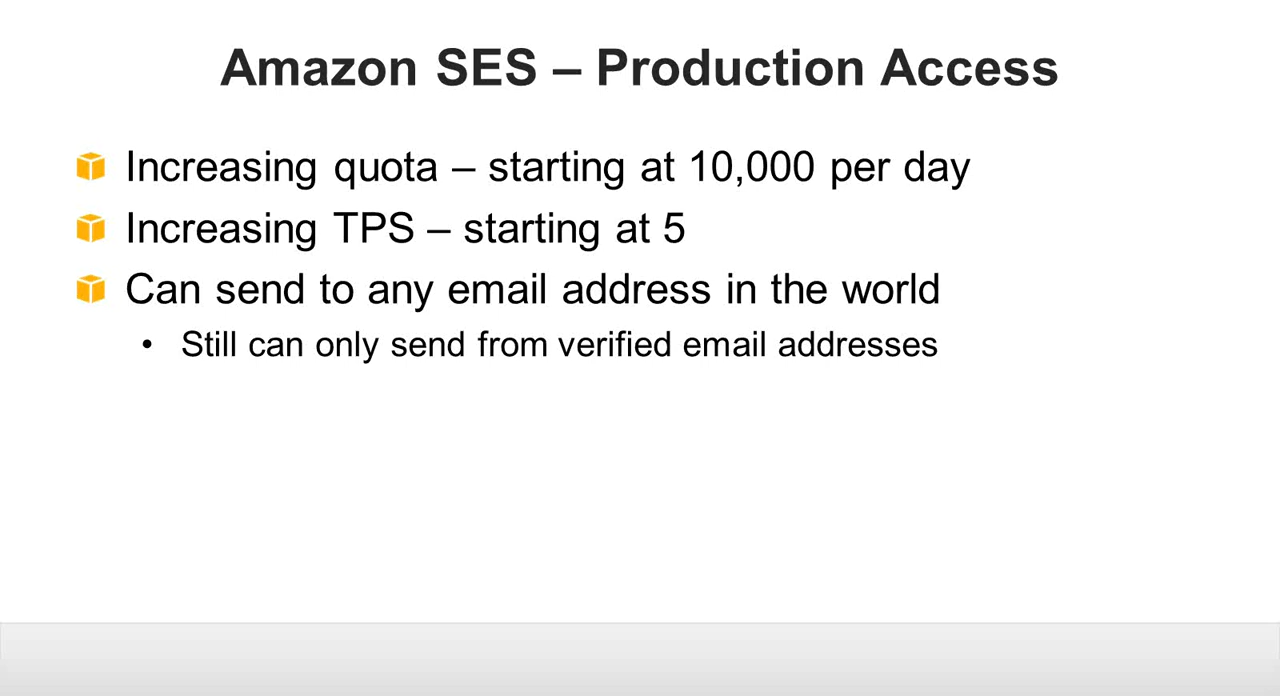 Amazon SES – Production Access
Increasing quota – starting at 10,000 per day
Increasing TPS – starting at 5
Can send to any email address in the world
• Still can only send from verified email addresses